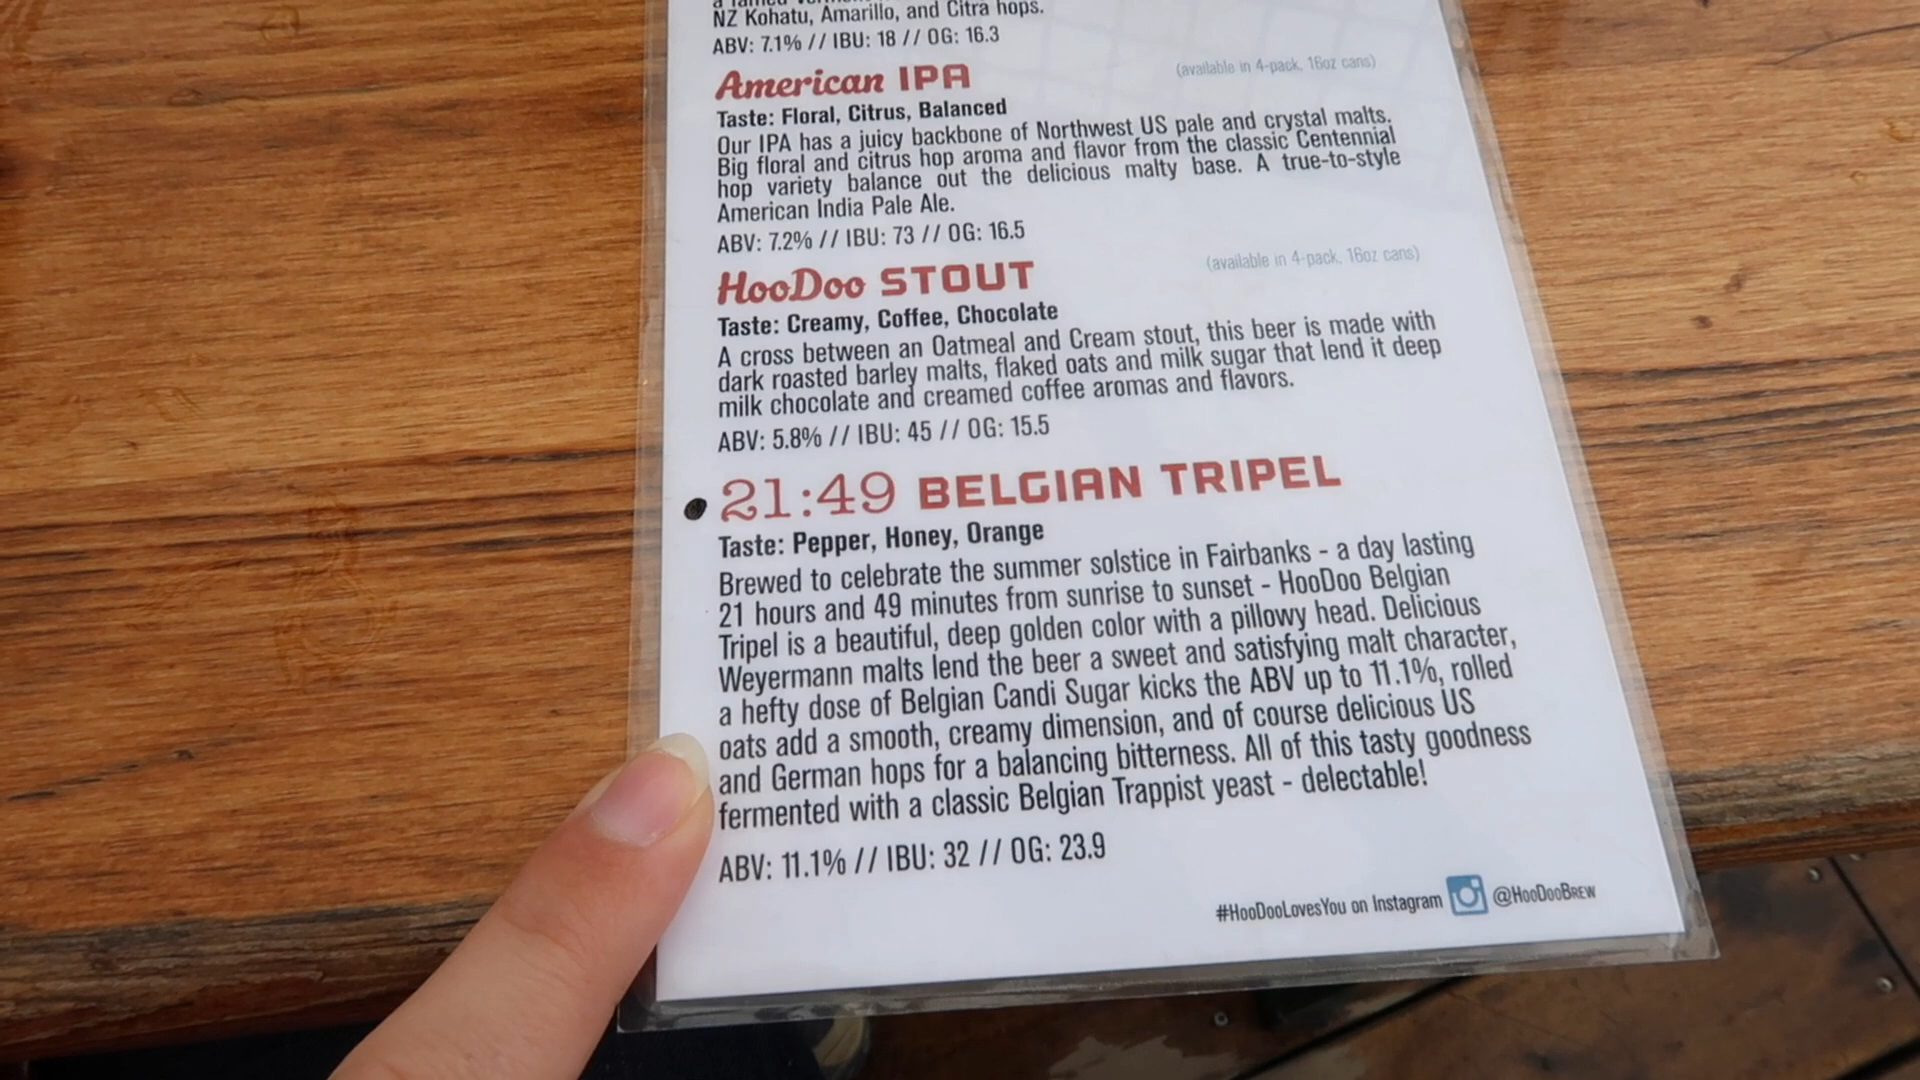 NZ Kohatu, Amarillo, and Citra hops.
ABV: 7.1% // IBU: 18 // OG: 16.3
American IPA
(available in 4-pack, 16oz cans)
Taste: Floral, Citrus, Balanced
Our IPA has a juicy backbone of Northwest US pale and crystal malts.
Big floral and citrus hop aroma and flavor from the classic Centennial
hop variety balance out the delicious malty base. A true-to-style
American India Pale Ale.
ABV: 7.2% // IBU: 73 // OG: 16.5
HooDoo STOUT
(available in 4-pack, 16oz cans)
Taste: Creamy, Coffee, Chocolate
A cross between an Oatmeal and Cream stout, this beer is made with
dark roasted barley malts, flaked oats and milk sugar that lend it deep
milk chocolate and creamed coffee aromas and flavors.
ABV: 5.8% // IBU: 45 // OG: 15.5
21:49 BELGIAN TRIPEL
Taste: Pepper, Honey, Orange
Brewed to celebrate the summer solstice in Fairbanks - a day lasting
21 hours and 49 minutes from sunrise to sunset - HooDoo Belgian
Tripel is a beautiful, deep golden color with a pillowy head. Delicious
Weyermann malts lend the beer a sweet and satisfying malt character,
a hefty dose of Belgian Candi Sugar kicks the ABV up to 11.1%, rolled
oats add a smooth, creamy dimension, and of course delicious US
and German hops for a balancing bitterness. All of this tasty goodness
fermented with a classic Belgian Trappist yeast - delectable!
ABV: 11.1% // IBU: 32 // OG: 23.9
#HooDooLovesYou on Instagram @HooDooBrew